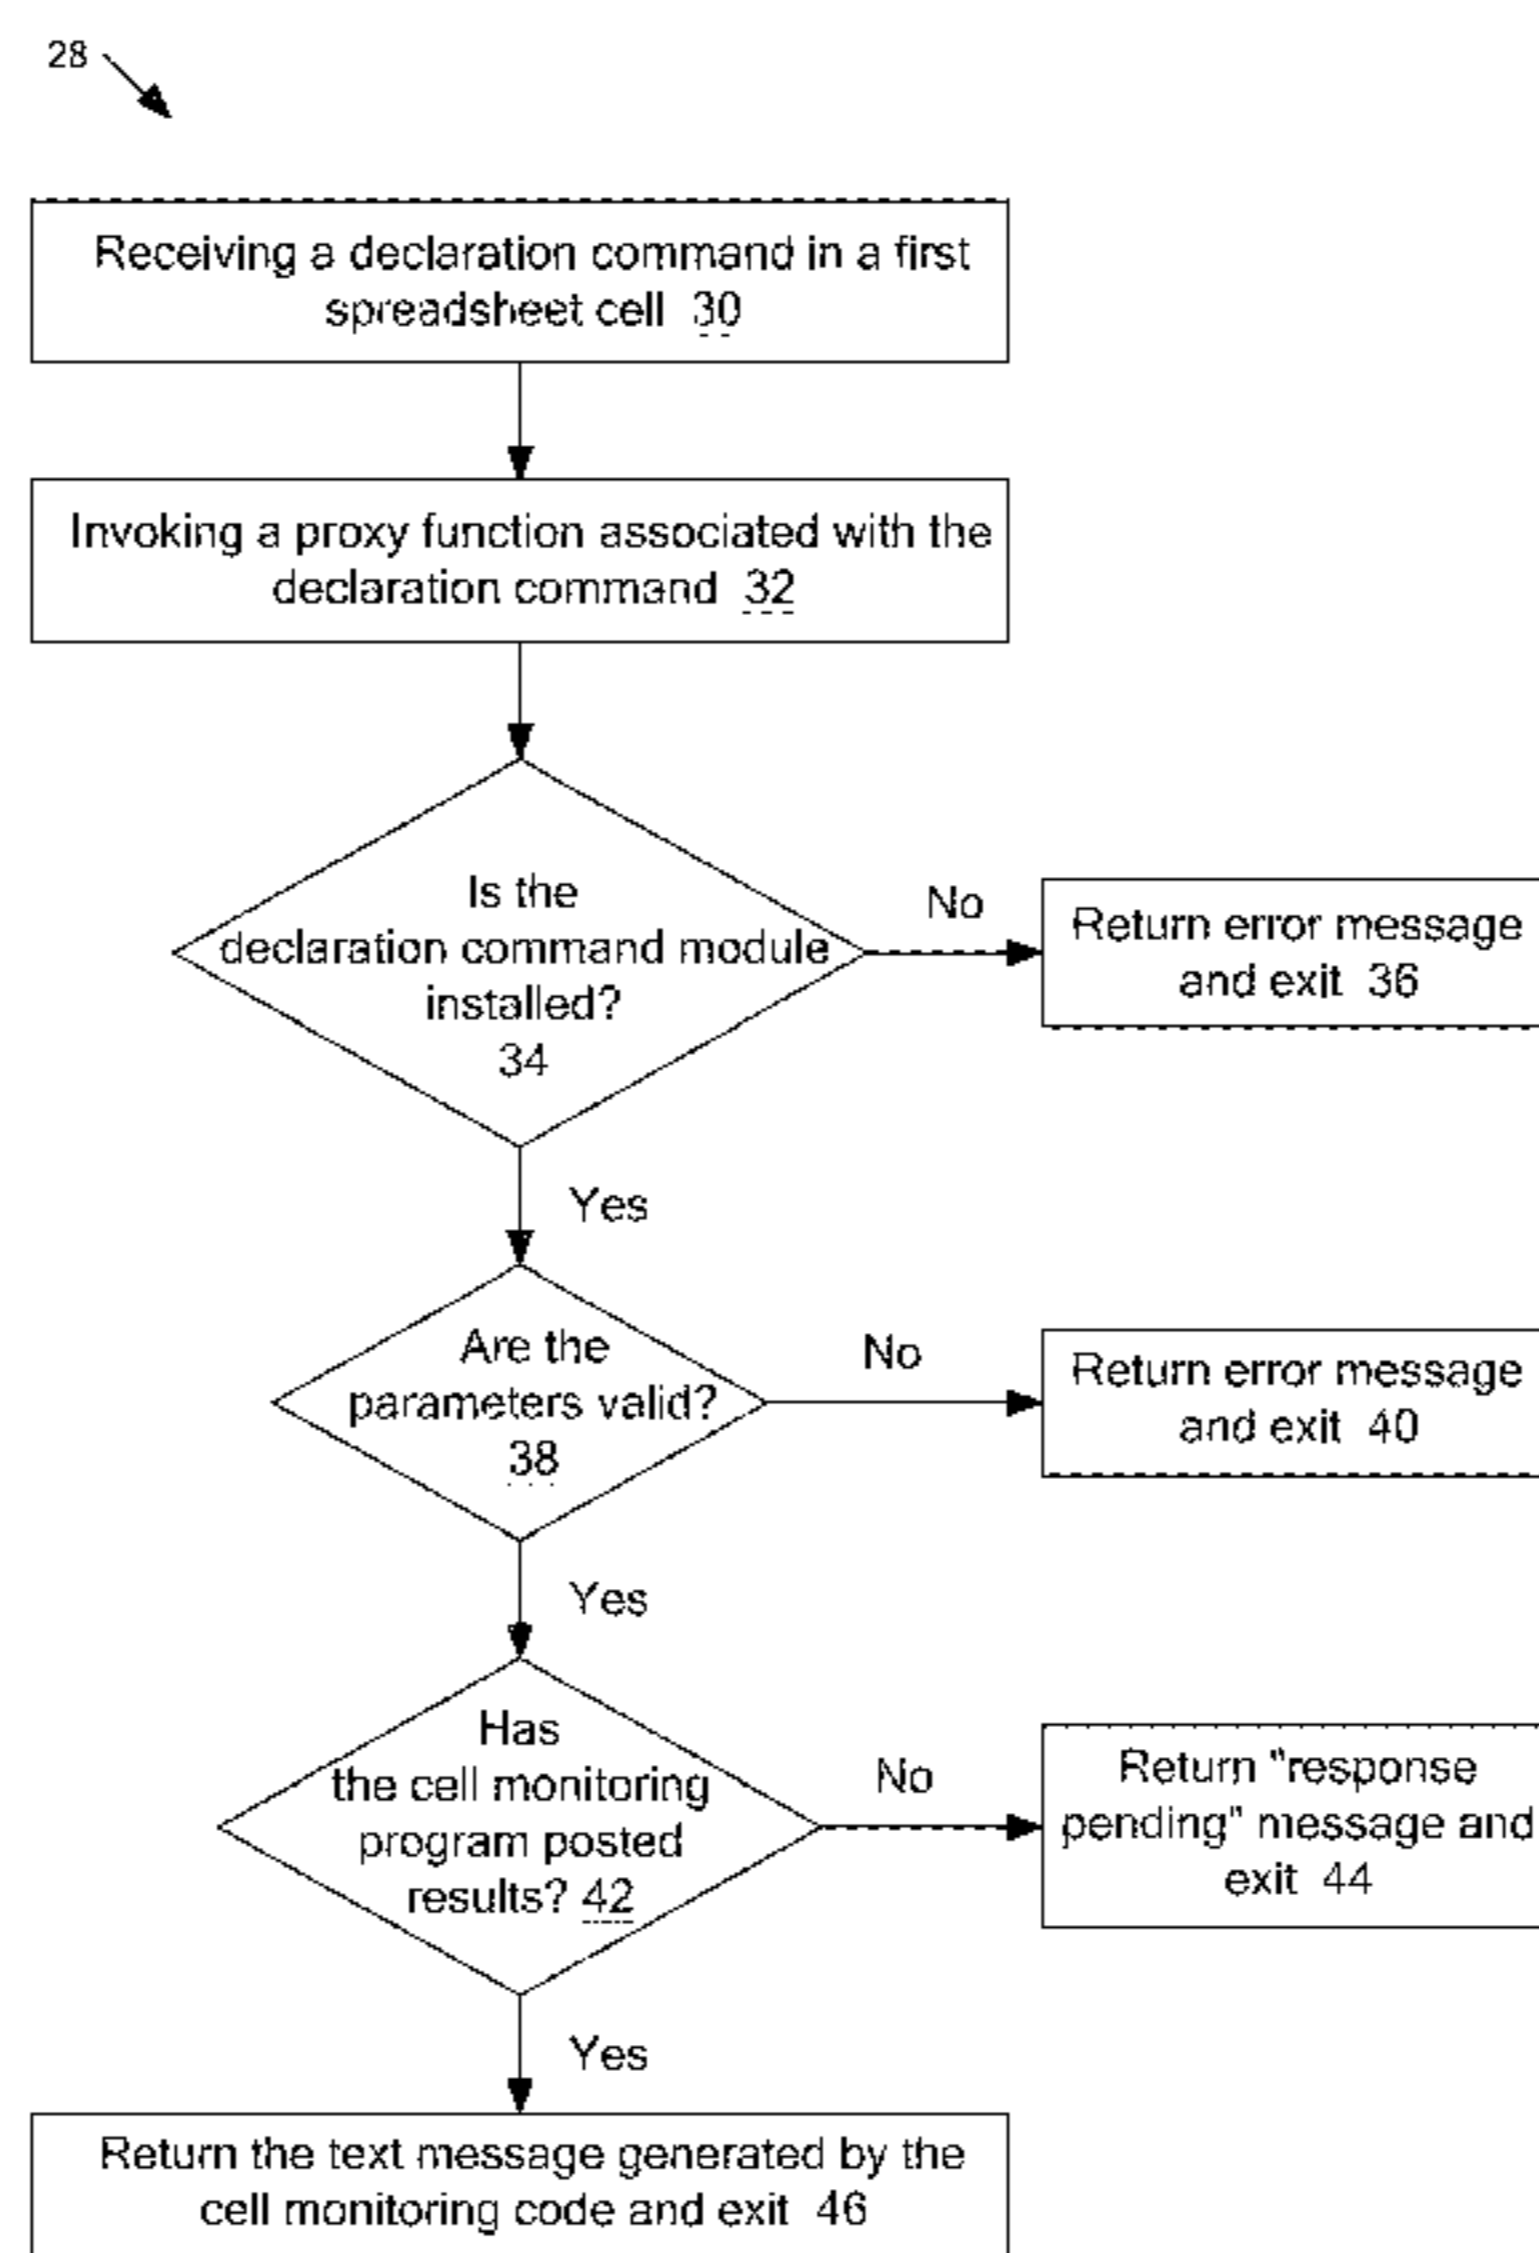 28
Receiving a declaration command in a first
spreadsheet cell 30
Invoking a proxy function associated with the
declaration command 32
Is the
declaration command module
installed?
34
No
Return error message
and exit 36
Yes
Are the
parameters valid?
38
No
Return error message
and exit 40
Yes
Has
the cell monitoring
program posted
results? 42
No
Return "response
pending" message and
exit 44
Yes
Return the text message generated by the
cell monitoring code and exit 46